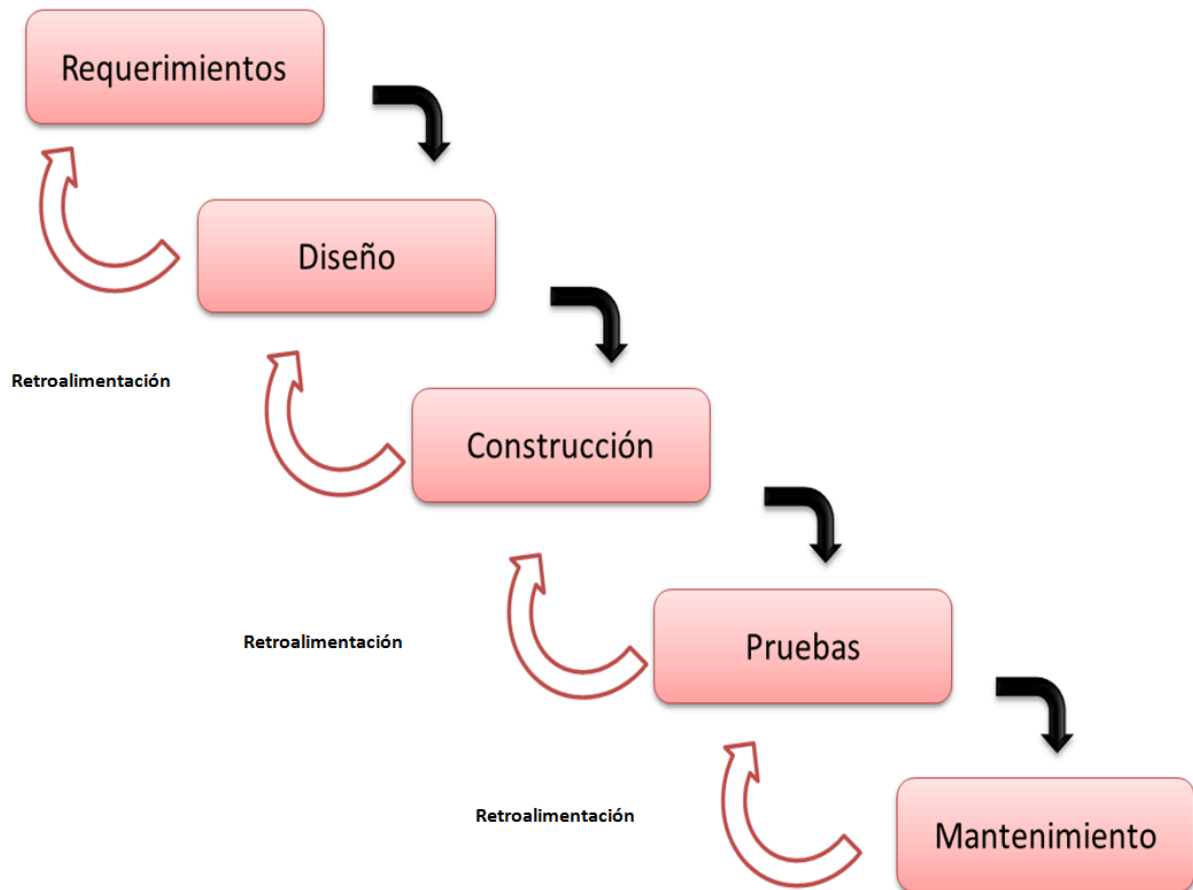 Requerimientos
Diseño
Retroalimentación
Construcción
Retroalimentación
Pruebas
Retroalimentación
Mantenimiento